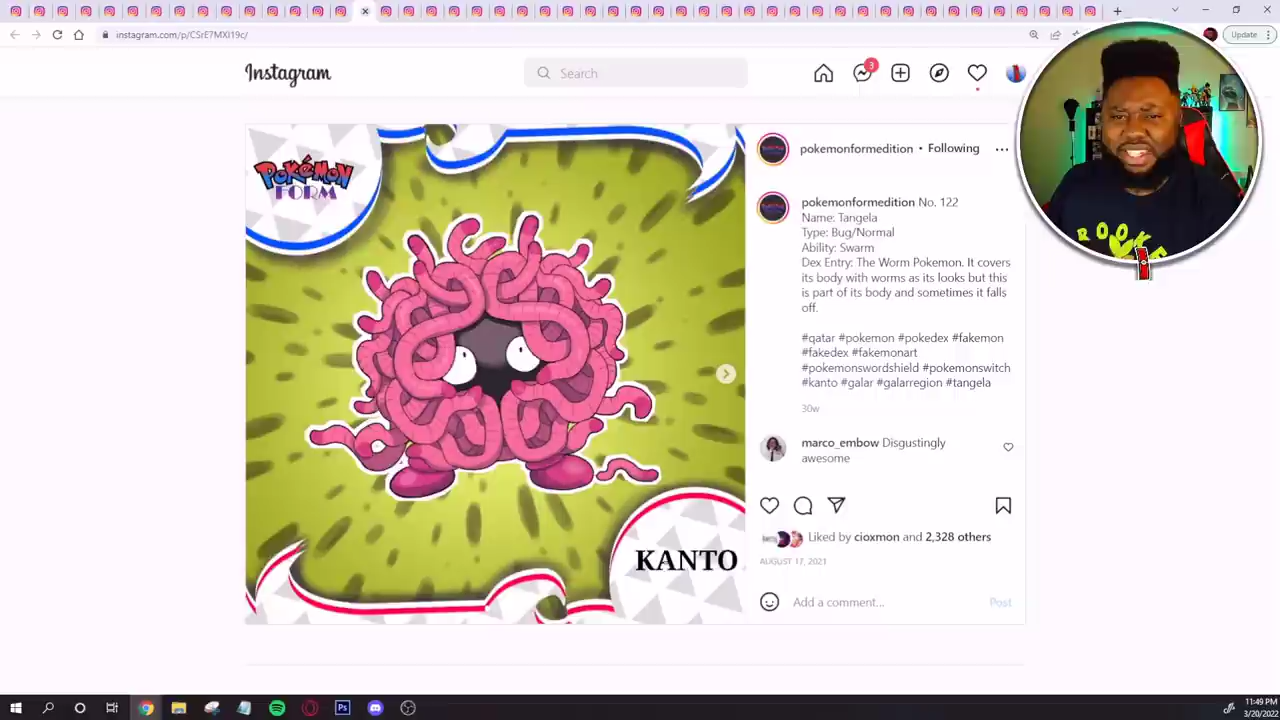 instagram.com/p/CSrE7MXl19c/
Update
Instagram
Search
3
POKéMON
FORM
KANTO
pokemonformedition • Following
pokemonformedition No. 122
Name: Tangela
Type: Bug/Normal
Ability: Swarm
Dex Entry: The Worm Pokemon. It covers
its body with worms as its looks but this
is part of its body and sometimes it falls
off.
#qatar #pokemon #pokedex #fakemon
#fakedex #fakemonart
#pokemonswordshield #pokemonswitch
#kanto #galar #galarregion #tangela
30w
marco_embow Disgustingly
awesome
Liked by cioxmon and 2,328 others
AUGUST 17, 2021
Add a comment...
Post
Ps
11:49 PM
3/20/2022